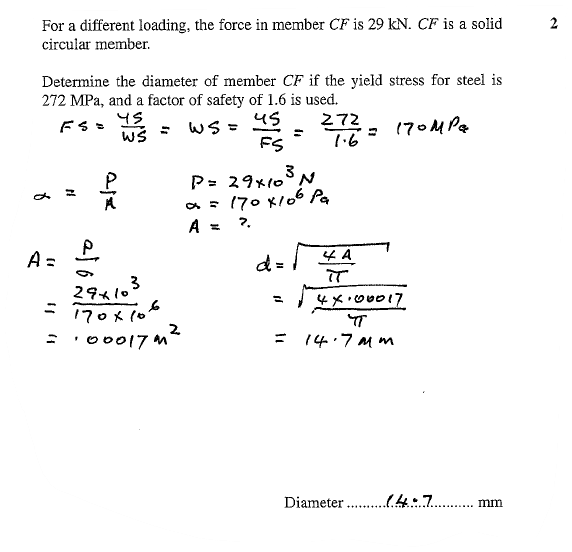 For a different loading, the force in member CF is 29 kN. CF is a solid 2
circular member.
Determine the diameter of member CF if the yield stress for steel is
272 MPa, and a factor of safety of 1.6 is used.
FS = YS/WS = WS = YS/FS = 272/1.6 = 170 MPa
σ = P/A
P = 29×10³ N
σ = 170 ×10⁶ Pa
A = ?
A = P/σ
= 29×10³/170×10⁶
= .00017 m²
d = √(4A/π)
= √(4×.00017/π)
= 14.7 mm
Diameter ..........14.7........... mm